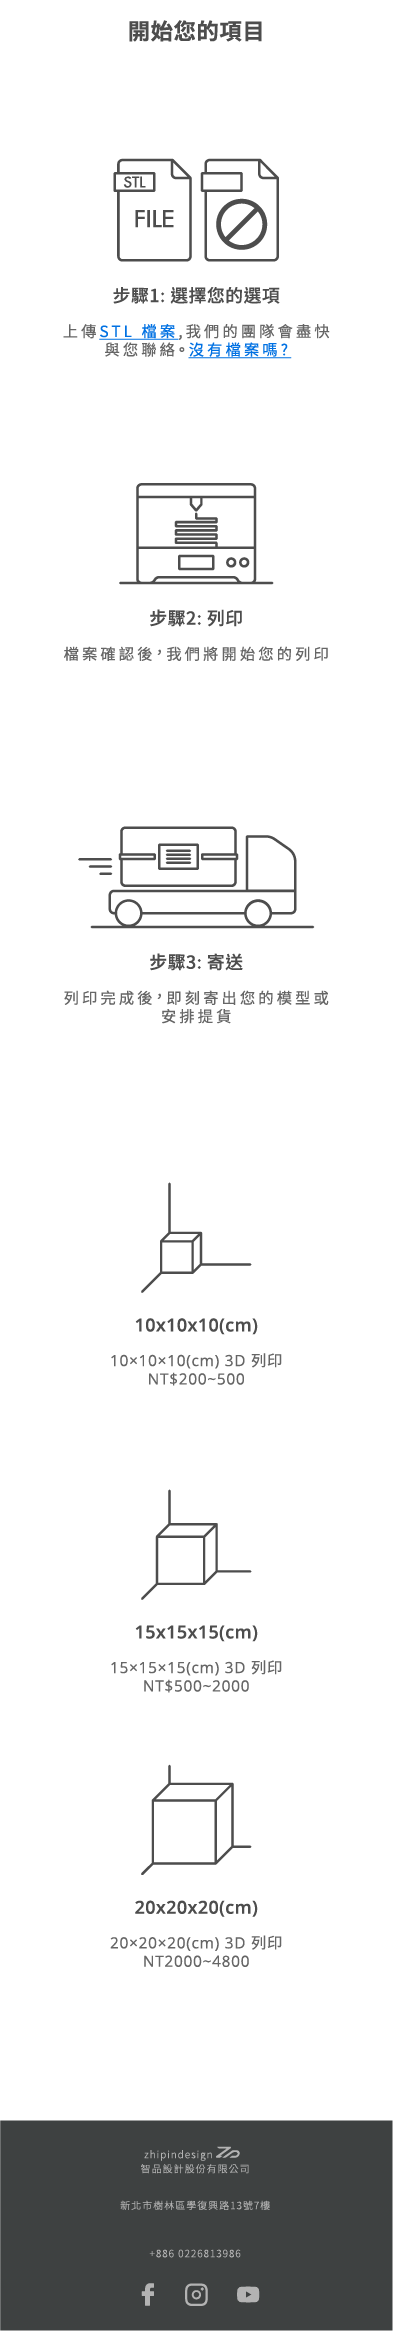 開始您的項目
STL
FILE
步驟1: 選擇您的選項
上傳STL 檔案,我們的團隊會盡快
與您聯絡。沒有檔案嗎?
步驟2: 列印
檔案確認後,我們將開始您的列印
步驟3: 寄送
列印完成後,即刻寄出您的模型或
安排提貨
10x10x10(cm)
10×10×10(cm) 3D 列印
NT$200~500
15x15x15(cm)
15×15×15(cm) 3D 列印
NT$500~2000
20x20x20(cm)
20×20×20(cm) 3D 列印
NT2000~4800
zhipindesign
智品設計股份有限公司
新北市樹林區學復興路13號7樓
+886 0226813986